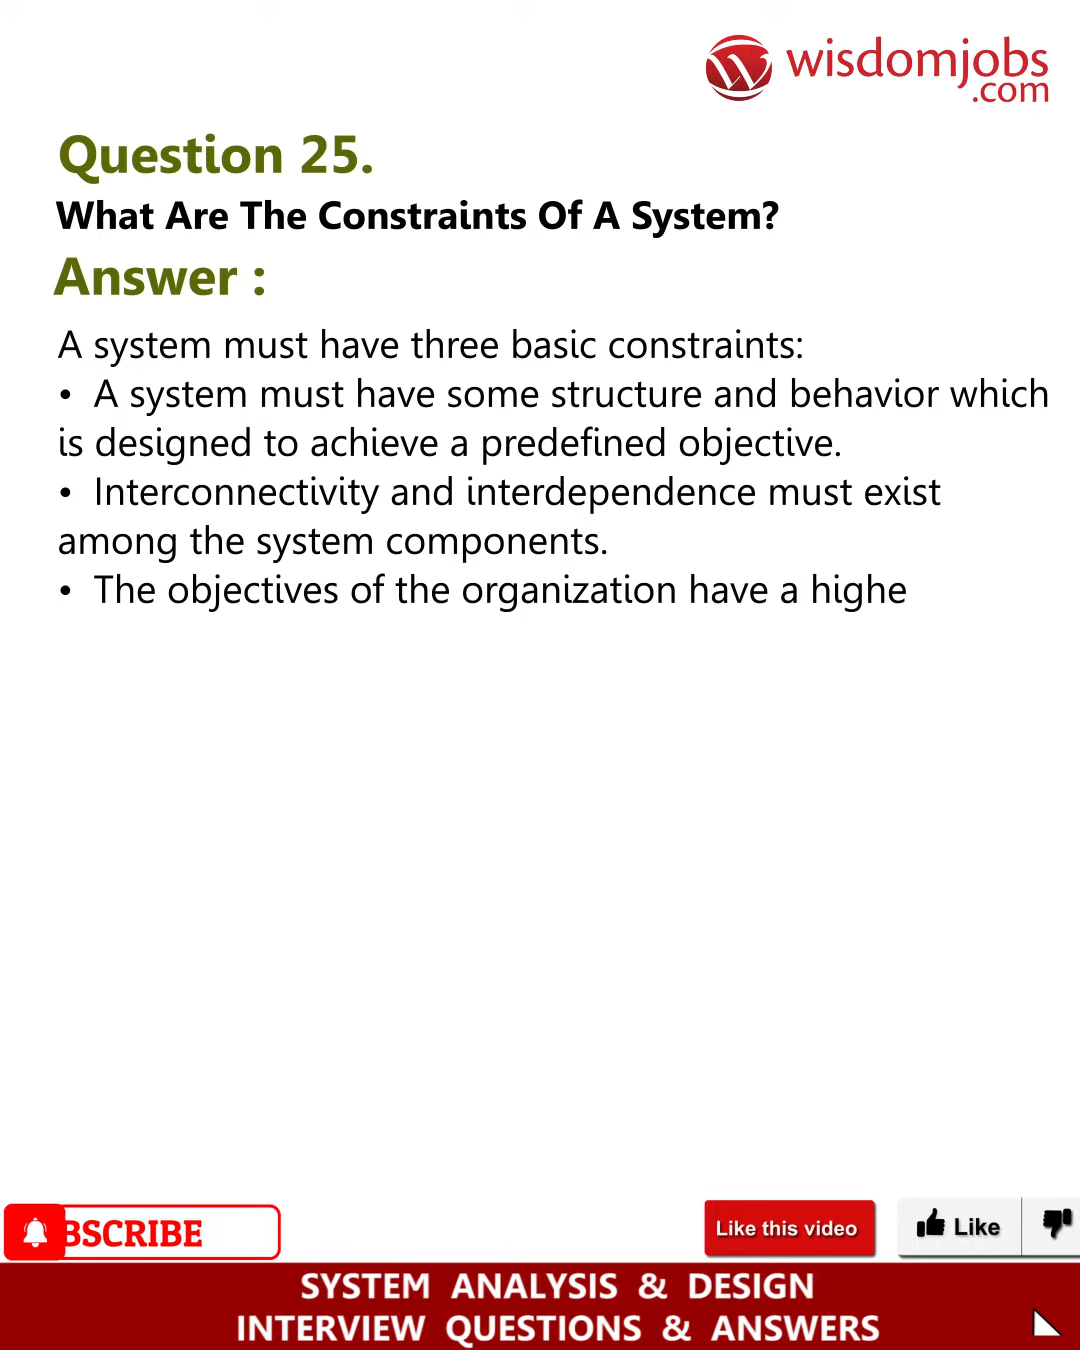 wisdomjobs
.com
Question 25.
What Are The Constraints Of A System?
Answer :
A system must have three basic constraints:
• A system must have some structure and behavior which
is designed to achieve a predefined objective.
• Interconnectivity and interdependence must exist
among the system components.
• The objectives of the organization have a highe
BSCRIBE
Like this video
Like
SYSTEM ANALYSIS & DESIGN
INTERVIEW QUESTIONS & ANSWERS